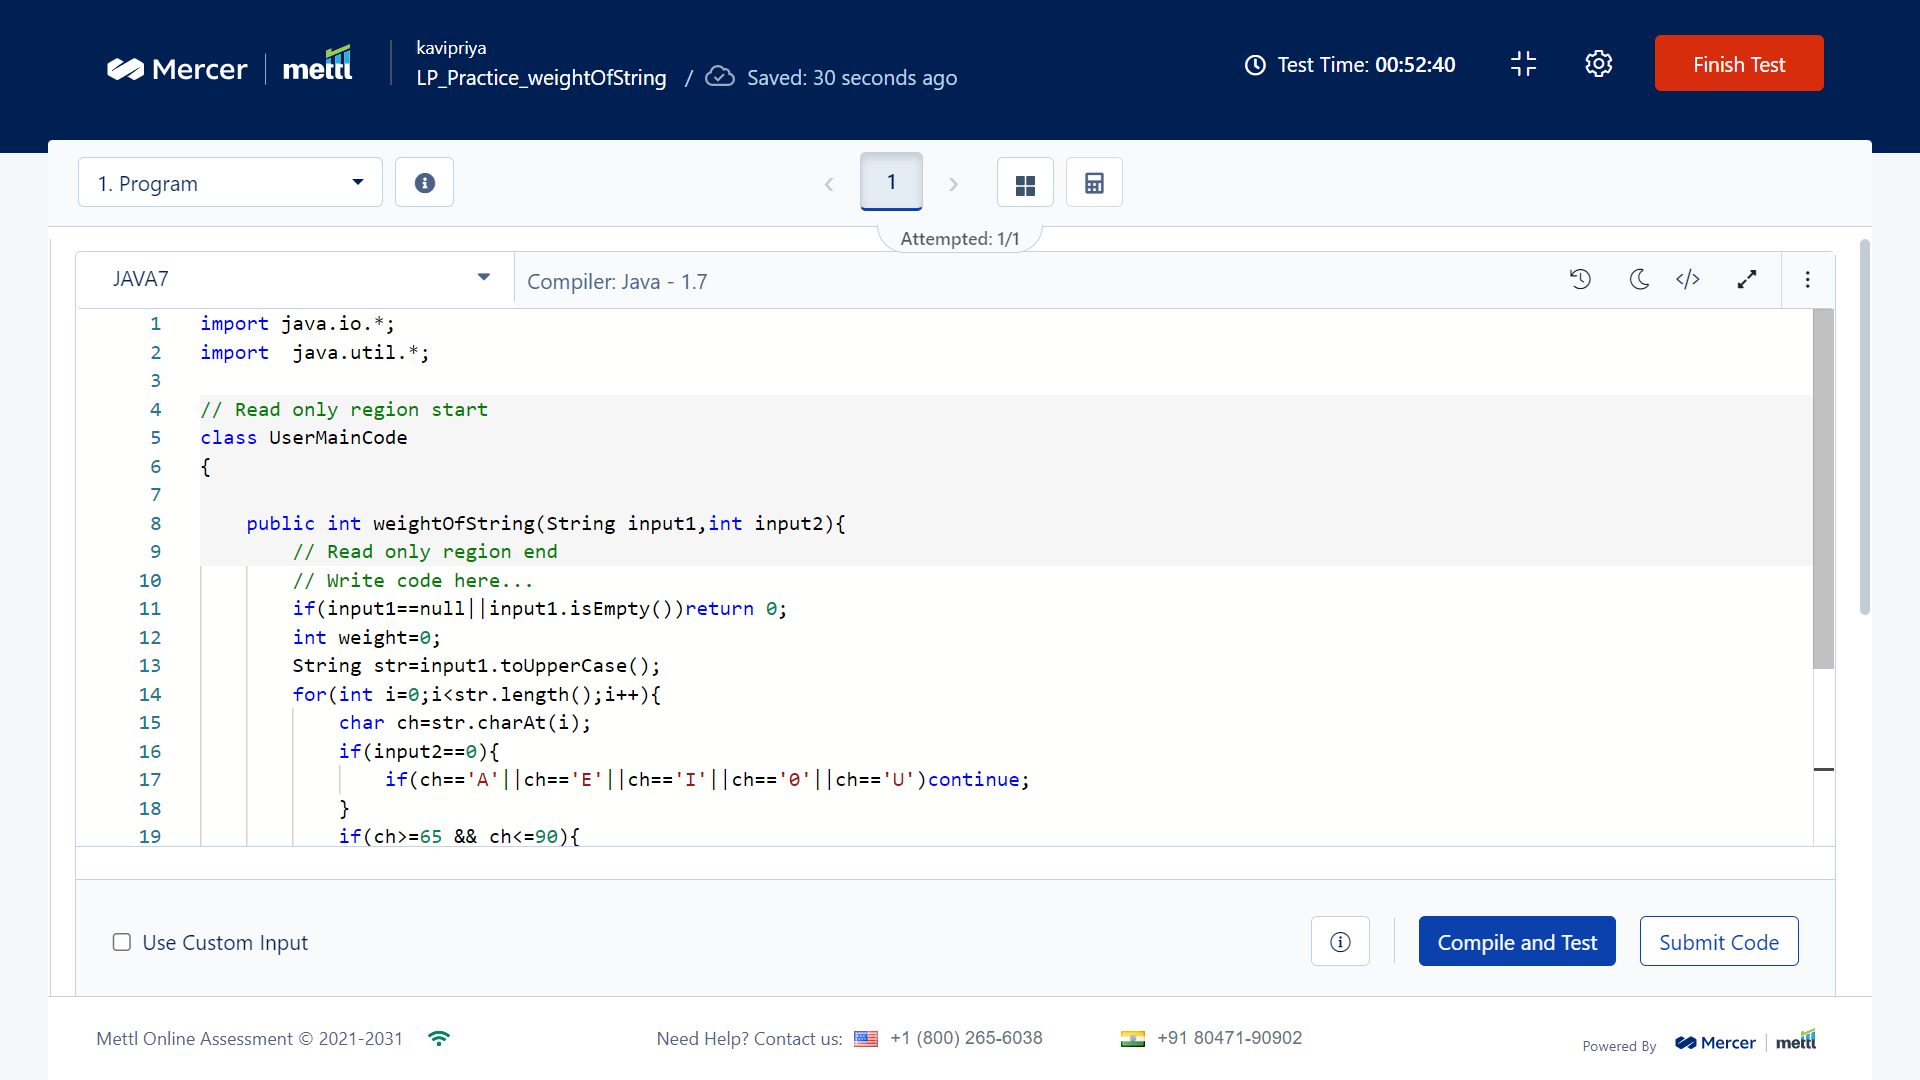 Mercer mettl
kavipriya
LP_Practice_weightOfString / Saved: 30 seconds ago
Test Time: 00:52:40
Finish Test
1. Program
1
Attempted: 1/1
JAVA7
Compiler: Java - 1.7
1 import java.io.*;
2 import  java.util.*;
3
4 // Read only region start
5 class UserMainCode
6 {
7
8     public int weightOfString(String input1,int input2){
9         // Read only region end
10         // Write code here...
11         if(input1==null||input1.isEmpty())return 0;
12         int weight=0;
13         String str=input1.toUpperCase();
14         for(int i=0;i<str.length();i++){
15             char ch=str.charAt(i);
16             if(input2==0){
17                 if(ch=='A'||ch=='E'||ch=='I'||ch=='0'||ch=='U')continue;
18             }
19             if(ch>=65 && ch<=90){
Use Custom Input
Compile and Test
Submit Code
Mettl Online Assessment © 2021-2031
Need Help? Contact us: +1 (800) 265-6038
+91 80471-90902
Powered By Mercer mettl